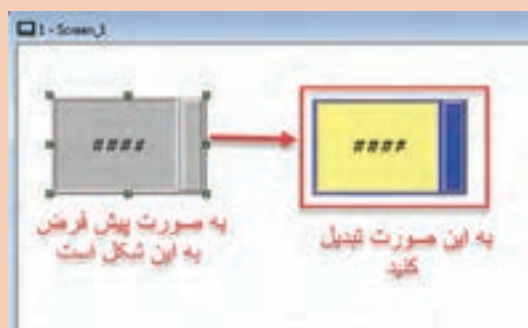 1 - Screen_1
####
####
به صورت پیش فرض
به این شکل است
به این صورت تبدیل
کنید